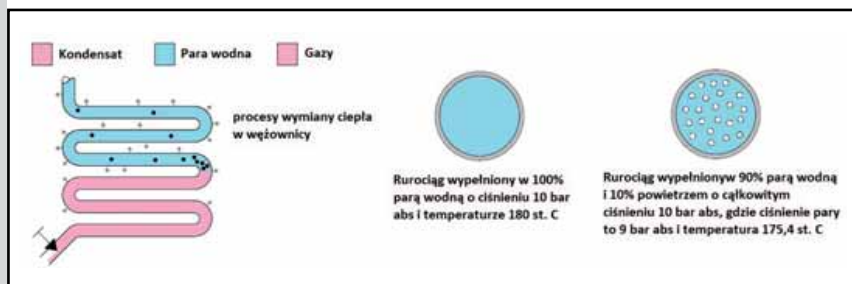 Kondensat
Para wodna
Gazy
procesy wymiany ciepła
w wężownicy
Rurociąg wypełniony w 100%
parą wodną o ciśnieniu 10 bar
abs i temperaturze 180 st. C
Rurociąg wypełnionyw 90% parą wodną
i 10% powietrzem o cąłkowitym
ciśnieniu 10 bar abs, gdzie ciśnienie pary
to 9 bar abs i temperatura 175,4 st. C